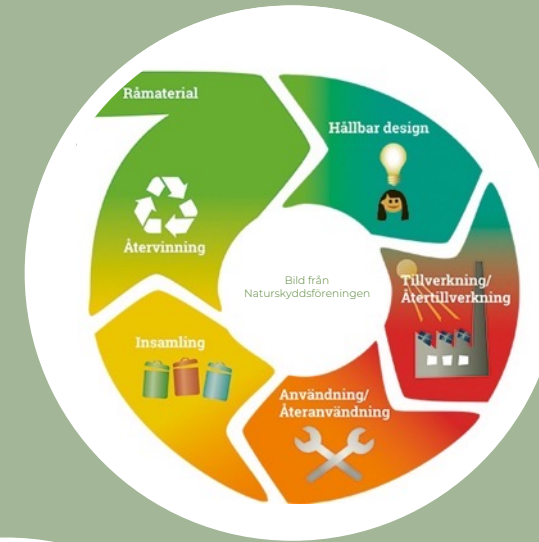 Råmaterial
Hållbar design
Återvinning
Tillverkning/
Återtillverkning
Bild från
Naturskyddsföreningen
Insamling
Användning/
Återanvändning